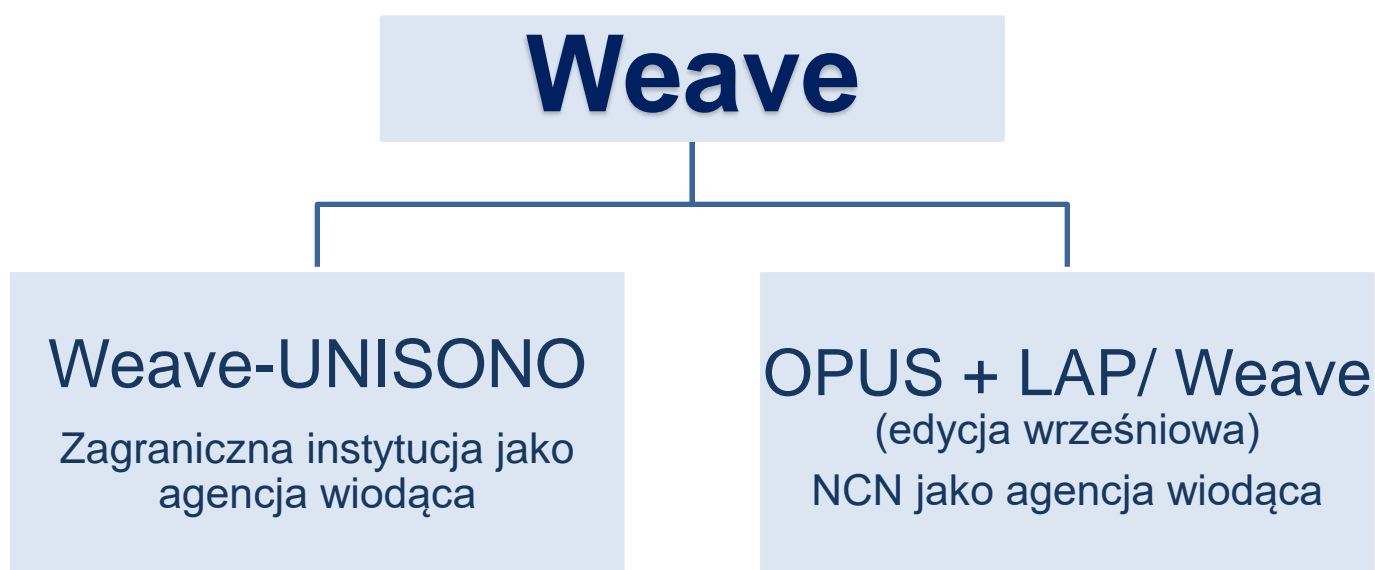 Weave
Weave-UNISONO
Zagraniczna instytucja jako
agencja wiodąca
OPUS + LAP/ Weave
(edycja wrześniowa)
NCN jako agencja wiodąca